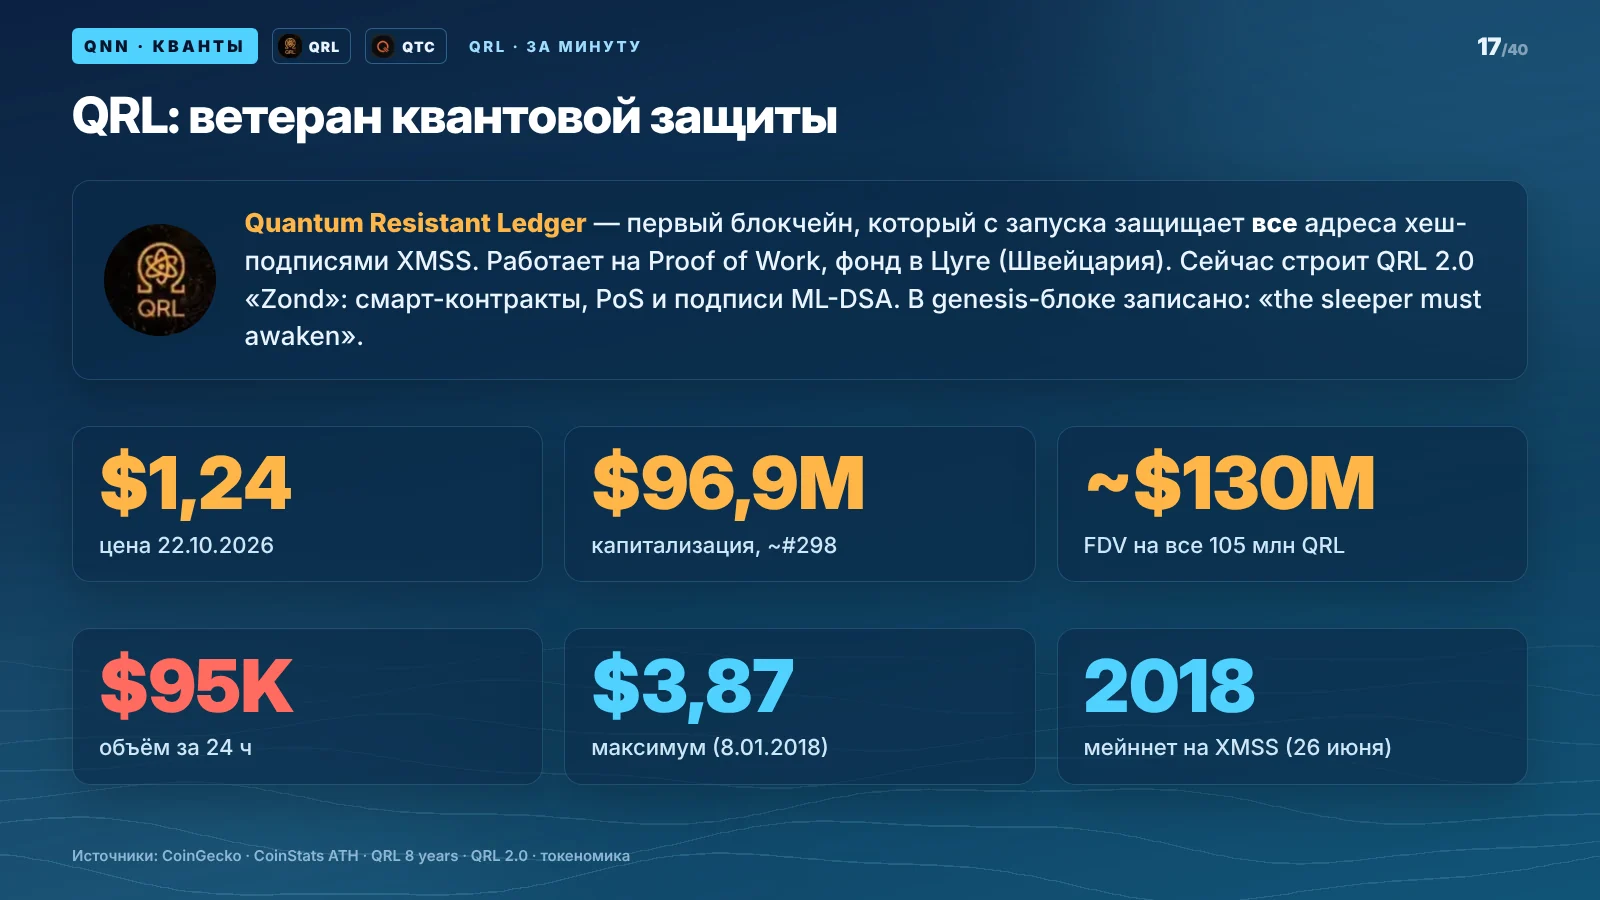 QNN · КВАНТЫ
QRL
QRL
QTC
QRL · ЗА МИНУТУ
17/40
QRL: ветеран квантовой защиты
QRL
Quantum Resistant Ledger — первый блокчейн, который с запуска защищает все адреса хеш-
подписями XMSS. Работает на Proof of Work, фонд в Цуге (Швейцария). Сейчас строит QRL 2.0
«Zond»: смарт-контракты, PoS и подписи ML-DSA. В genesis-блоке записано: «the sleeper must
awaken».
$1,24
цена 22.10.2026
$96,9M
капитализация, ~#298
~$130M
FDV на все 105 млн QRL
$95K
объём за 24 ч
$3,87
максимум (8.01.2018)
2018
мейннет на XMSS (26 июня)
Источники: CoinGecko · CoinStats ATH · QRL 8 years · QRL 2.0 · токеномика